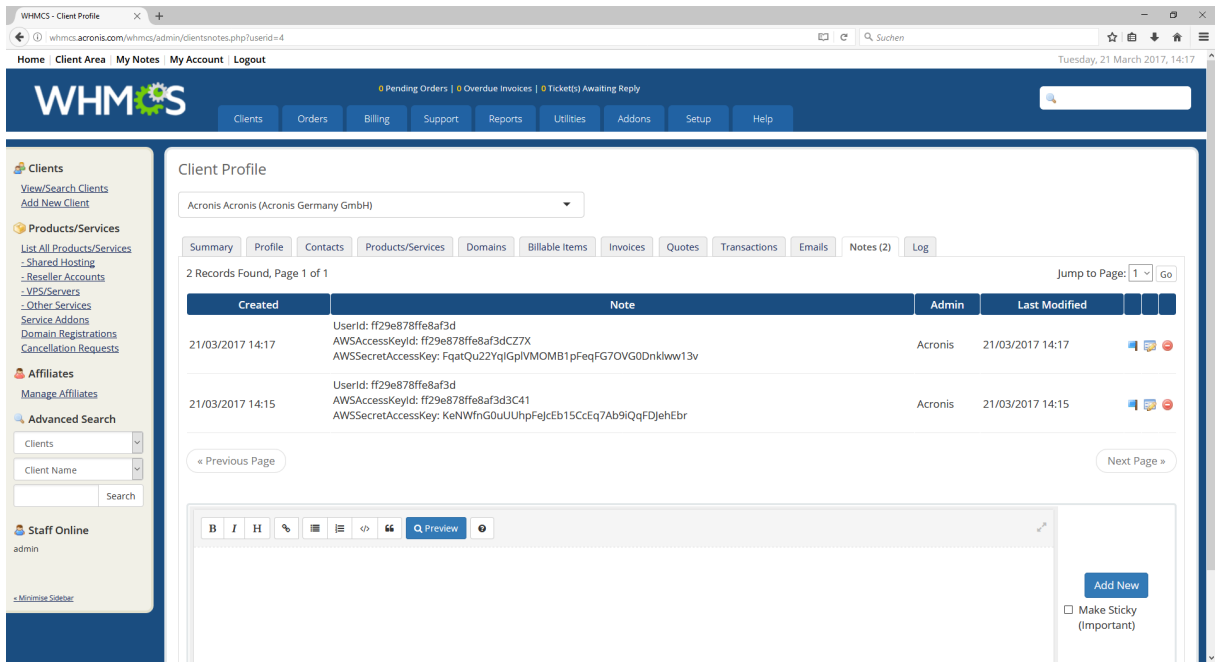 WHMCS - Client Profile
whmcs.acronis.com/whmcs/admin/clientsnotes.php?userid=4
Suchen
Home | Client Area | My Notes | My Account | Logout
Tuesday, 21 March 2017, 14:17
WHMCS
0 Pending Orders | 0 Overdue Invoices | 0 Ticket(s) Awaiting Reply
Clients Orders Billing Support Reports Utilities Addons Setup Help
Clients
View/Search Clients
Add New Client
Products/Services
List All Products/Services
- Shared Hosting
- Reseller Accounts
- VPS/Servers
- Other Services
Service Addons
Domain Registrations
Cancellation Requests
Affiliates
Manage Affiliates
Advanced Search
Clients
Client Name
Search
Staff Online
admin
« Minimise Sidebar
Client Profile
Acronis Acronis (Acronis Germany GmbH)
Summary Profile Contacts Products/Services Domains Billable Items Invoices Quotes Transactions Emails Notes (2) Log
2 Records Found, Page 1 of 1
Jump to Page: 1 Go
Created Note Admin Last Modified
UserId: ff29e878ffe8af3d
21/03/2017 14:17 AWSAccessKeyId: ff29e878ffe8af3dCZ7X Acronis 21/03/2017 14:17
AWSSecretAccessKey: FqatQu22YqIGplVMOMB1pFeqFG7OVG0Dnklww13v
UserId: ff29e878ffe8af3d
21/03/2017 14:15 AWSAccessKeyId: ff29e878ffe8af3d3C41 Acronis 21/03/2017 14:15
AWSSecretAccessKey: KeNWfnG0uUUhpFeJcEb15CcEq7Ab9iQqFDJehEbr
« Previous Page
Next Page »
B I H Preview
Add New
Make Sticky
(Important)